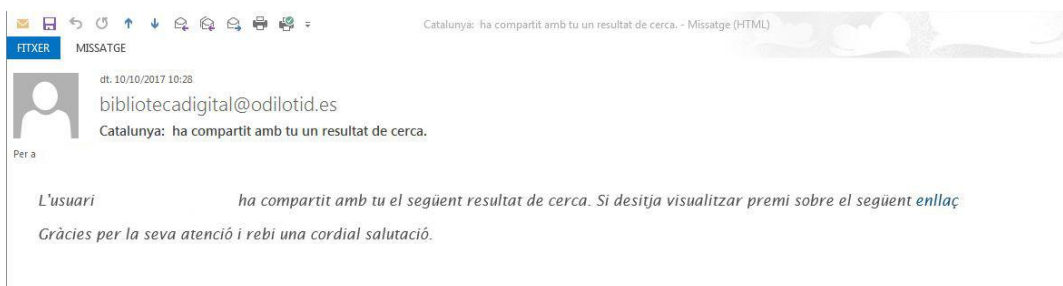 Catalunya: ha compartit amb tu un resultat de cerca. - Missatge (HTML)
FITXER MISSATGE
dt. 10/10/2017 10:28
bibliotecadigital@odilotid.es
Catalunya: ha compartit amb tu un resultat de cerca.
Per a
L'usuari ha compartit amb tu el següent resultat de cerca. Si desitja visualitzar premi sobre el següent enllaç
Gràcies per la seva atenció i rebi una cordial salutació.